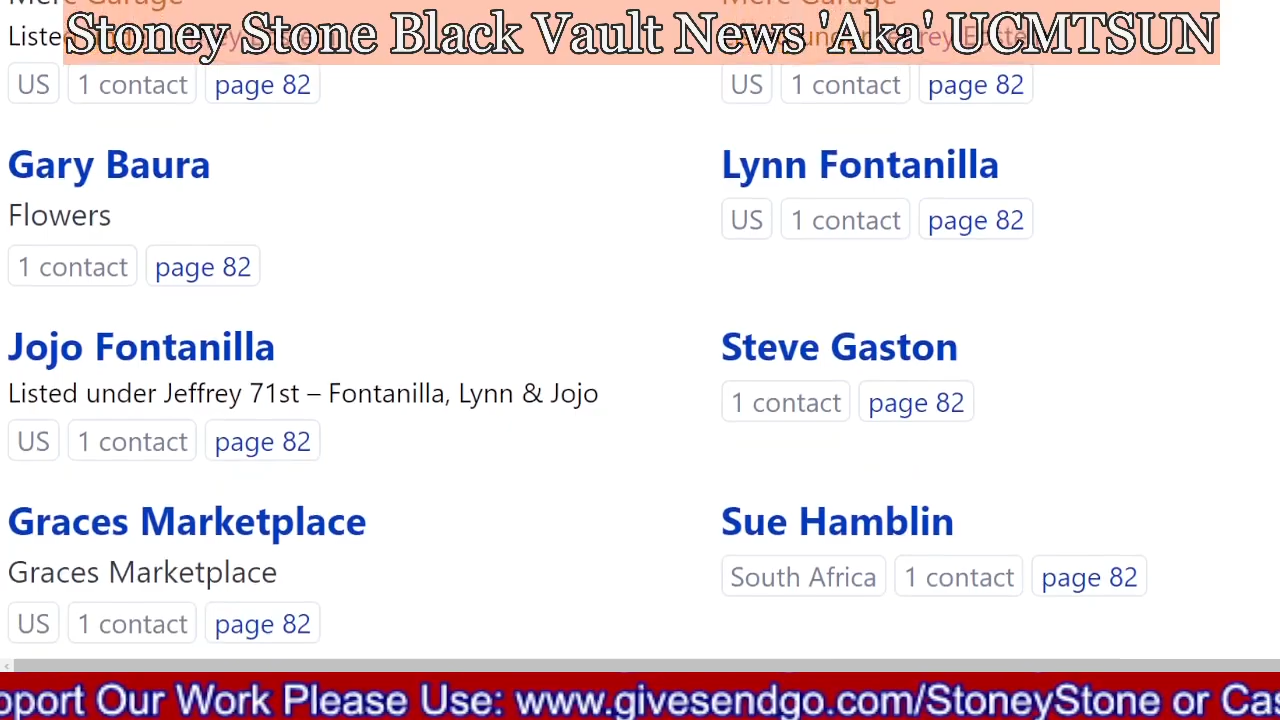 Stoney Stone Black Vault News 'Aka' UCMTSUN
Liste
US 1 contact page 82
US 1 contact page 82
Gary Baura
Flowers
1 contact page 82
Lynn Fontanilla
US 1 contact page 82
Jojo Fontanilla
Listed under Jeffrey 71st – Fontanilla, Lynn & Jojo
US 1 contact page 82
Steve Gaston
1 contact page 82
Graces Marketplace
Graces Marketplace
US 1 contact page 82
Sue Hamblin
South Africa 1 contact page 82
pport Our Work Please Use: www.givesendgo.com/StoneyStone or Cas